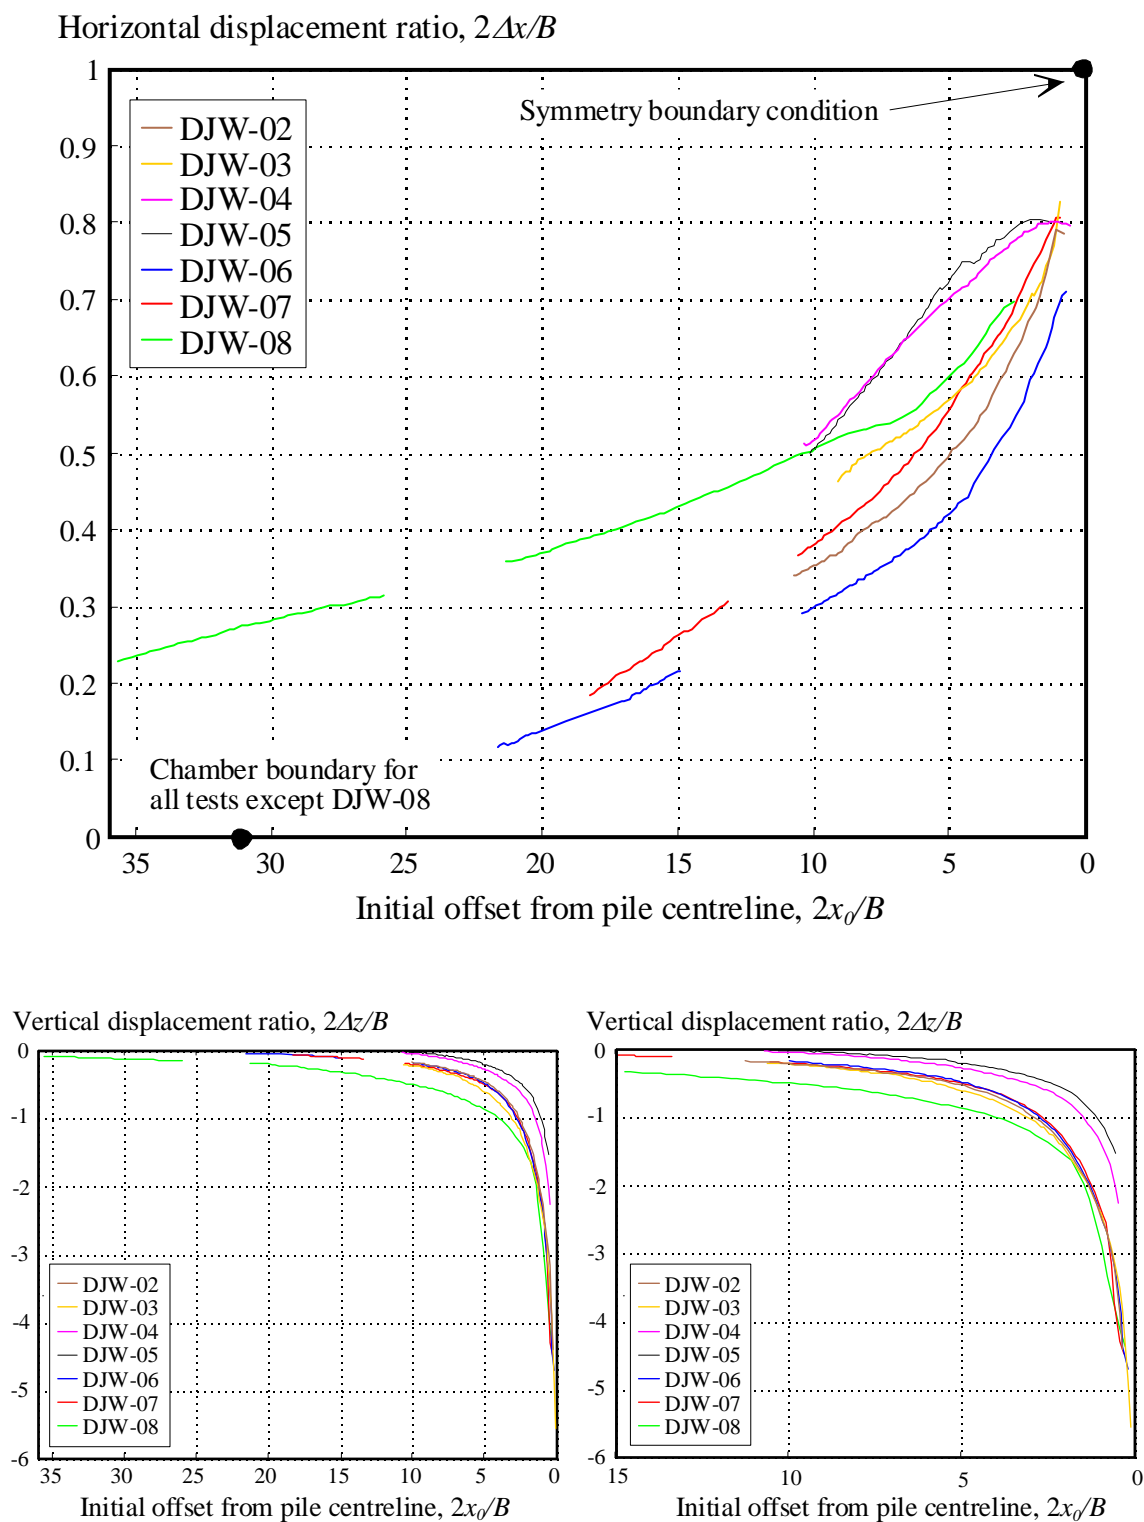 Horizontal displacement ratio, 2Δx/B
1
0.9
0.8
0.7
0.6
0.5
0.4
0.3
0.2
0.1
0
DJW-02
DJW-03
DJW-04
DJW-05
DJW-06
DJW-07
DJW-08
Symmetry boundary condition
Chamber boundary for
all tests except DJW-08
35 30 25 20 15 10 5 0
Initial offset from pile centreline, 2x₀/B
Vertical displacement ratio, 2Δz/B
0
-1
-2
-3
-4
-5
-6
DJW-02
DJW-03
DJW-04
DJW-05
DJW-06
DJW-07
DJW-08
35 30 25 20 15 10 5 0
Initial offset from pile centreline, 2x₀/B
Vertical displacement ratio, 2Δz/B
0
-1
-2
-3
-4
-5
-6
DJW-02
DJW-03
DJW-04
DJW-05
DJW-06
DJW-07
DJW-08
15 10 5 0
Initial offset from pile centreline, 2x₀/B